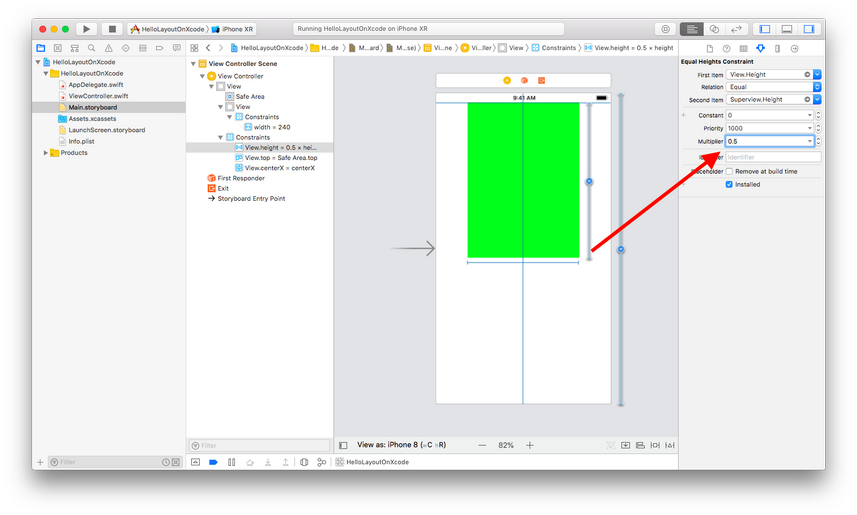 HelloLayoutOnXcode 〉 iPhone XR
Running HelloLayoutOnXcode on iPhone XR
HelloLayoutOnXcode 〉 H...de 〉 M...ard 〉 M...se) 〉 Vi...ne 〉 Vi...ller 〉 View 〉 Constraints 〉 View.height = 0.5 × height
HelloLayoutOnXcode
HelloLayoutOnXcode
AppDelegate.swift
ViewController.swift
Main.storyboard
Assets.xcassets
LaunchScreen.storyboard
Info.plist
Products
View Controller Scene
View Controller
View
Safe Area
View
Constraints
width = 240
Constraints
View.height = 0.5 × hei...
View.top = Safe Area.top
View.centerX = centerX
First Responder
Exit
Storyboard Entry Point
9:41 AM
Equal Heights Constraint
First Item View.Height
Relation Equal
Second Item Superview.Height
Constant 0
Priority 1000
Multiplier 0.5
Identifier
Remove at build time
Installed
Filter
View as: iPhone 8 (wC hR)
82%
Filter
HelloLayoutOnXcode